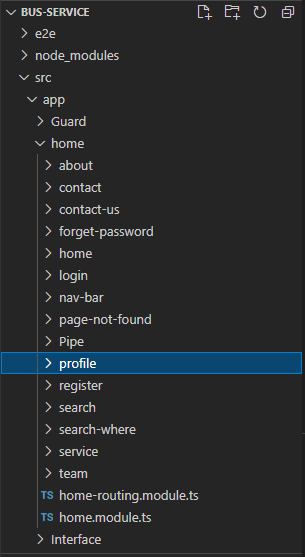 BUS-SERVICE
e2e
node_modules
src
app
Guard
home
about
contact
contact-us
forget-password
home
login
nav-bar
page-not-found
Pipe
profile
register
search
search-where
service
team
TS home-routing.module.ts
TS home.module.ts
Interface